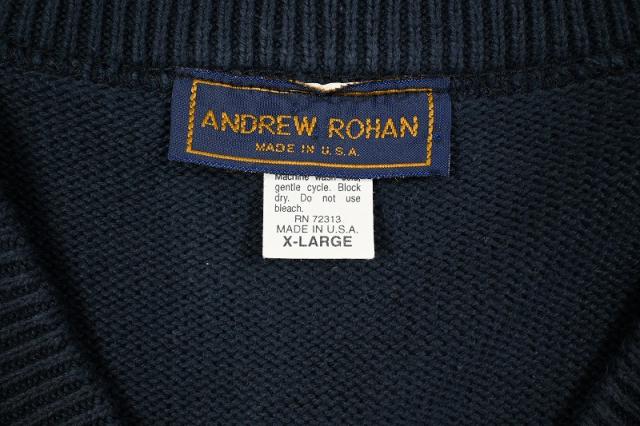 ANDREW ROHAN
MADE IN U.S.A.
Machine wash cold,
gentle cycle. Block
dry. Do not use
bleach.
RN 72313
MADE IN U.S.A.
X-LARGE